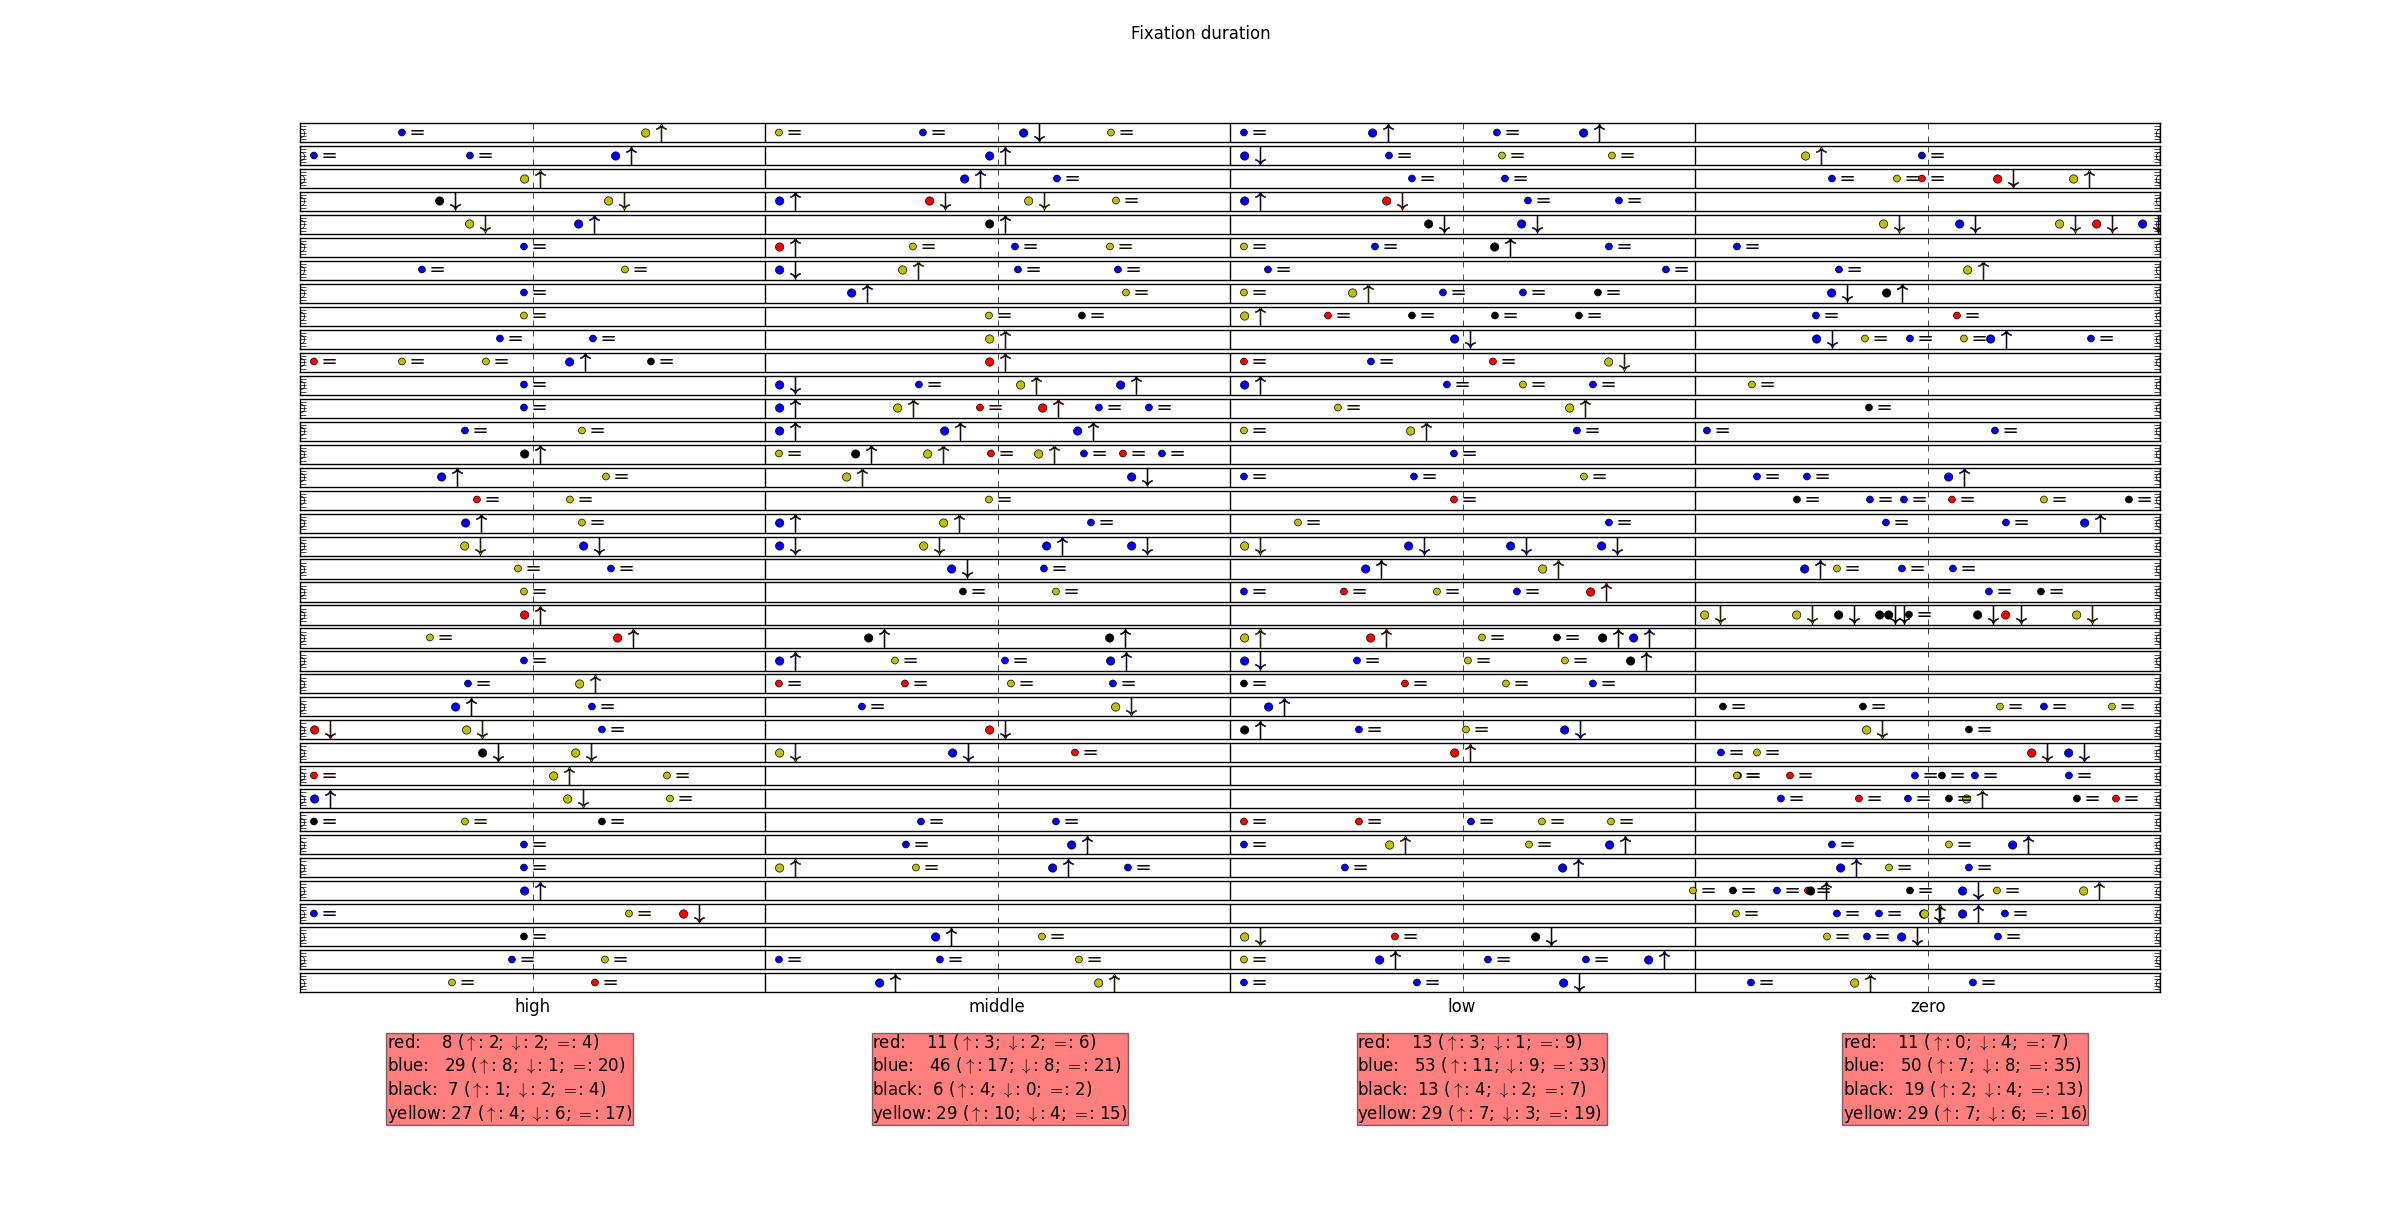 Fixation duration
high middle low zero
red: 8 (↑: 2; ↓: 2; =: 4)
blue: 29 (↑: 8; ↓: 1; =: 20)
black: 7 (↑: 1; ↓: 2; =: 4)
yellow: 27 (↑: 4; ↓: 6; =: 17)
red: 11 (↑: 3; ↓: 2; =: 6)
blue: 46 (↑: 17; ↓: 8; =: 21)
black: 6 (↑: 4; ↓: 0; =: 2)
yellow: 29 (↑: 10; ↓: 4; =: 15)
red: 13 (↑: 3; ↓: 1; =: 9)
blue: 53 (↑: 11; ↓: 9; =: 33)
black: 13 (↑: 4; ↓: 2; =: 7)
yellow: 29 (↑: 7; ↓: 3; =: 19)
red: 11 (↑: 0; ↓: 4; =: 7)
blue: 50 (↑: 7; ↓: 8; =: 35)
black: 19 (↑: 2; ↓: 4; =: 13)
yellow: 29 (↑: 7; ↓: 6; =: 16)